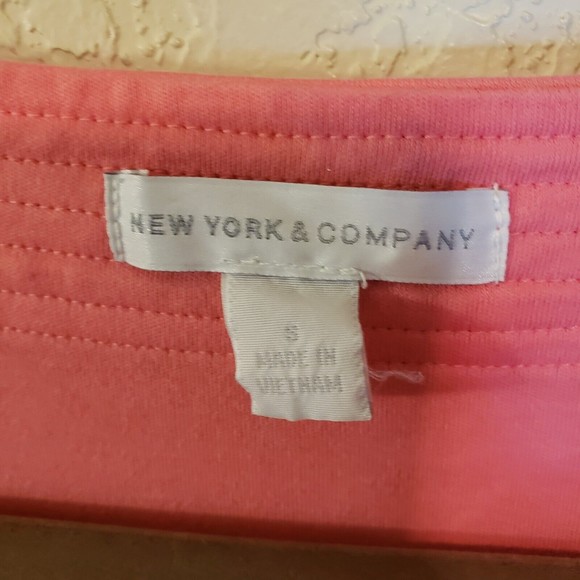 NEW YORK & COMPANY
S
MADE IN
VIETNAM